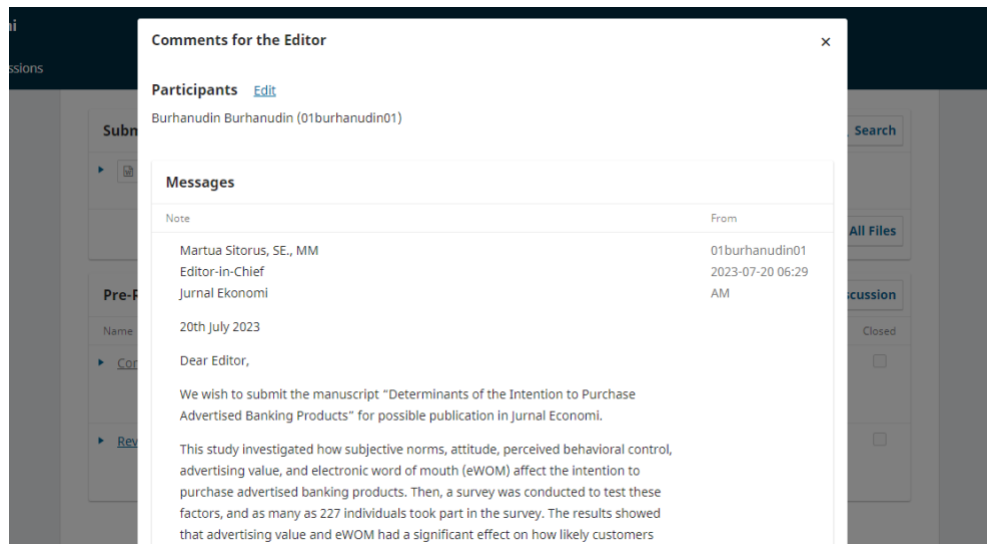 ni
Comments for the Editor
×
ssions
Participants Edit
Burhanudin Burhanudin (01burhanudin01)
Subm
Search
Messages
Note From
All Files
Martua Sitorus, SE., MM 01burhanudin01
Editor-in-Chief 2023-07-20 06:29
Jurnal Ekonomi AM
Pre-R
scussion
20th July 2023
Name
Closed
Dear Editor,
Con
We wish to submit the manuscript “Determinants of the Intention to Purchase
Advertised Banking Products” for possible publication in Jurnal Economi.
Rev
This study investigated how subjective norms, attitude, perceived behavioral control,
advertising value, and electronic word of mouth (eWOM) affect the intention to
purchase advertised banking products. Then, a survey was conducted to test these
factors, and as many as 227 individuals took part in the survey. The results showed
that advertising value and eWOM had a significant effect on how likely customers